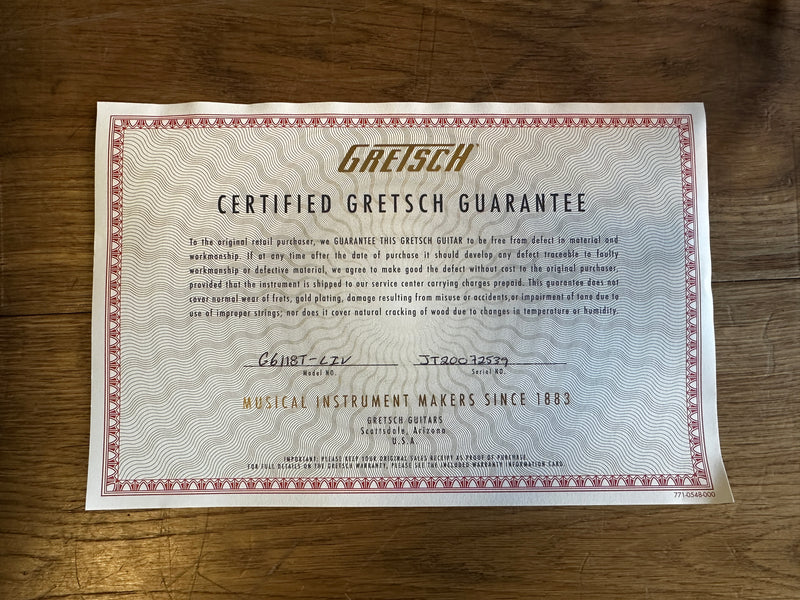 GRETSCH
CERTIFIED GRETSCH GUARANTEE
To the original retail purchaser, we GUARANTEE THIS GRETSCH GUITAR to be free from defect in material and
workmanship. If at any time after the date of purchase it should develop any defect traceable to faulty
workmanship or defective material, we agree to make good the defect without cost to the original purchaser,
provided that the instrument is shipped to our service center carrying charges prepaid. This guarantee does not
cover normal wear of frets, gold plating, damage resulting from misuse or accidents, or impairment of tone due to
use of improper strings; nor does it cover natural cracking of wood due to changes in temperature or humidity.
G6118T-LIV JT20072539
Model NO. Serial NO.
MUSICAL INSTRUMENT MAKERS SINCE 1883
GRETSCH GUITARS
Scottsdale, Arizona
U.S.A.
IMPORTANT: PLEASE KEEP YOUR ORIGINAL SALES RECEIPT AS PROOF OF PURCHASE.
FOR FULL DETAILS ON THE GRETSCH WARRANTY, PLEASE SEE THE INCLUDED WARRANTY INFORMATION CARD.
771-0548-000